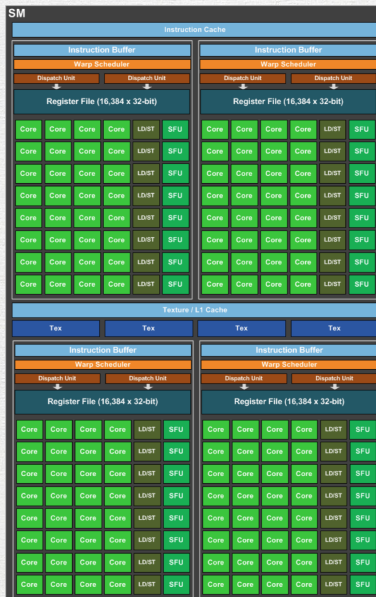 SM
Instruction Cache
Instruction Buffer Instruction Buffer
Warp Scheduler Warp Scheduler
Dispatch Unit Dispatch Unit Dispatch Unit Dispatch Unit
Register File (16,384 x 32-bit) Register File (16,384 x 32-bit)
Core Core Core Core LD/ST SFU Core Core Core Core LD/ST SFU
Core Core Core Core LD/ST SFU Core Core Core Core LD/ST SFU
Core Core Core Core LD/ST SFU Core Core Core Core LD/ST SFU
Core Core Core Core LD/ST SFU Core Core Core Core LD/ST SFU
Core Core Core Core LD/ST SFU Core Core Core Core LD/ST SFU
Core Core Core Core LD/ST SFU Core Core Core Core LD/ST SFU
Core Core Core Core LD/ST SFU Core Core Core Core LD/ST SFU
Core Core Core Core LD/ST SFU Core Core Core Core LD/ST SFU
Texture / L1 Cache
Tex Tex Tex Tex
Instruction Buffer Instruction Buffer
Warp Scheduler Warp Scheduler
Dispatch Unit Dispatch Unit Dispatch Unit Dispatch Unit
Register File (16,384 x 32-bit) Register File (16,384 x 32-bit)
Core Core Core Core LD/ST SFU Core Core Core Core LD/ST SFU
Core Core Core Core LD/ST SFU Core Core Core Core LD/ST SFU
Core Core Core Core LD/ST SFU Core Core Core Core LD/ST SFU
Core Core Core Core LD/ST SFU Core Core Core Core LD/ST SFU
Core Core Core Core LD/ST SFU Core Core Core Core LD/ST SFU
Core Core Core Core LD/ST SFU Core Core Core Core LD/ST SFU
Core Core Core Core LD/ST SFU Core Core Core Core LD/ST SFU
Core Core Core Core LD/ST SFU Core Core Core Core LD/ST SFU